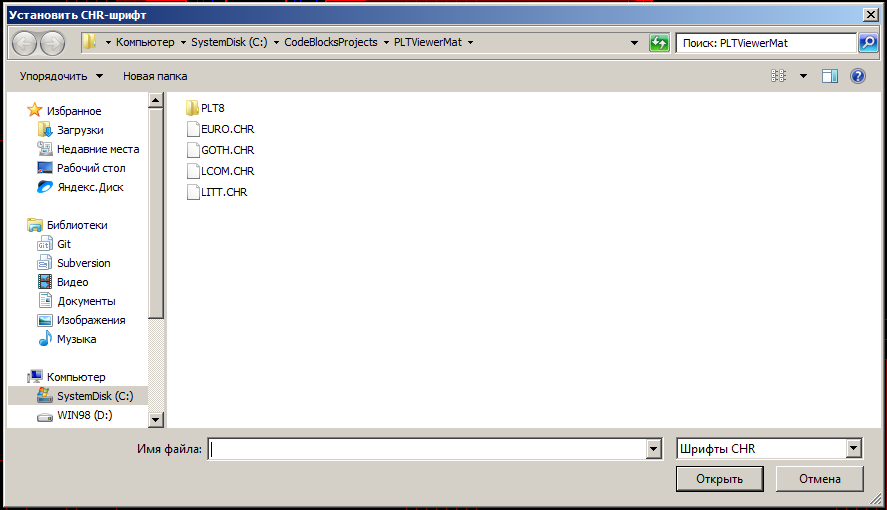 Установить CHR-шрифт
Компьютер SystemDisk (C:) CodeBlocksProjects PLTViewerMat
Поиск: PLTViewerMat
Упорядочить Новая папка
Избранное
Загрузки
Недавние места
Рабочий стол
Яндекс.Диск
Библиотеки
Git
Subversion
Видео
Документы
Изображения
Музыка
Компьютер
SystemDisk (C:)
WIN98 (D:)
PLT8
EURO.CHR
GOTH.CHR
LCOM.CHR
LITT.CHR
Имя файла:
Шрифты CHR
Открыть Отмена